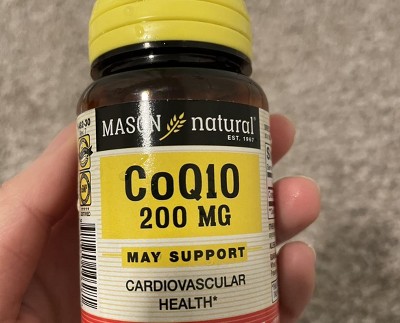 MASON natural®
EST. 1967
CoQ10
200 MG
MAY SUPPORT
CARDIOVASCULAR
HEALTH*